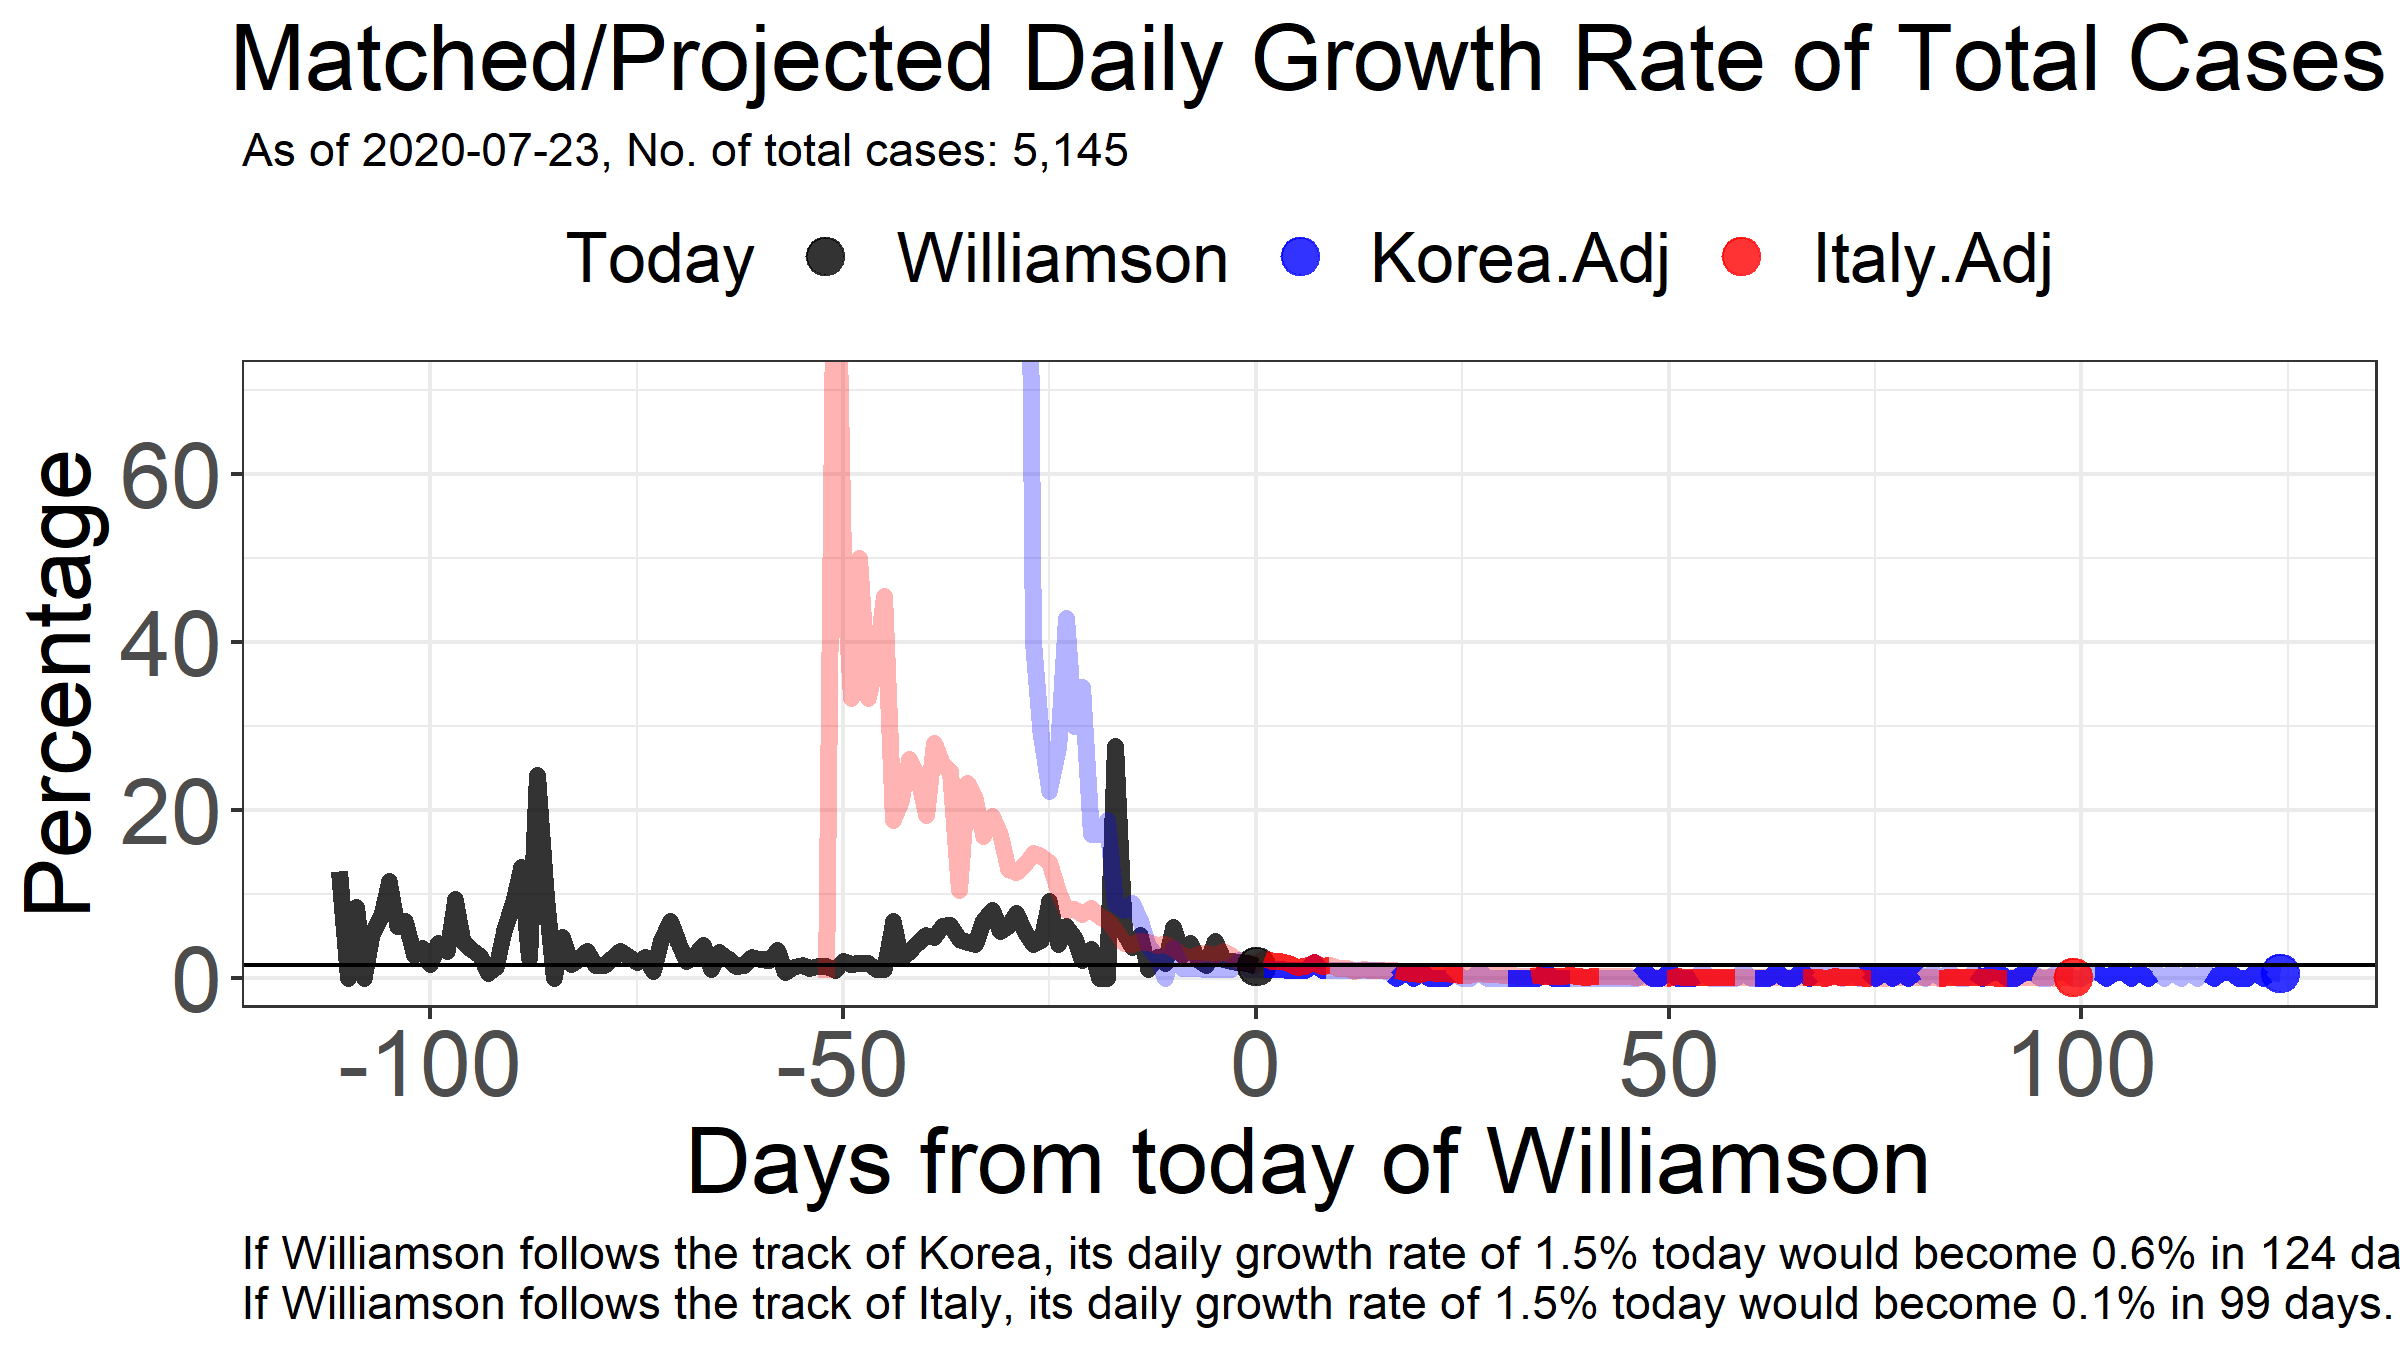 Matched/Projected Daily Growth Rate of Total Cases
As of 2020-07-23, No. of total cases: 5,145
Today Williamson Korea.Adj Italy.Adj
Percentage
60
40
20
0
-100 -50 0 50 100
Days from today of Williamson
If Williamson follows the track of Korea, its daily growth rate of 1.5% today would become 0.6% in 124 da
If Williamson follows the track of Italy, its daily growth rate of 1.5% today would become 0.1% in 99 days.